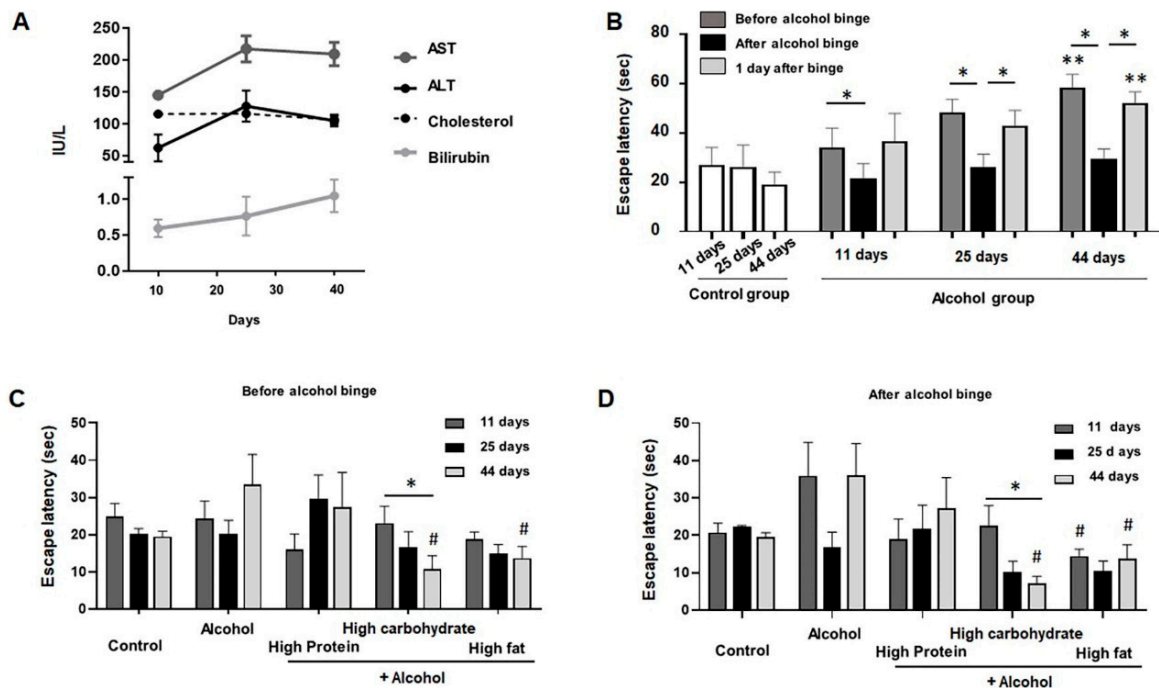 A
250
200
150
100
50
1.0
0.5
0.0
IU/L
10
20
30
40
Days
AST
ALT
Cholesterol
Bilirubin
B
Before alcohol binge
After alcohol binge
1 day after binge
80
60
40
20
0
Escape latency (sec)
*
*
*
*
*
**
**
11 days
25 days
44 days
Control group
11 days
25 days
44 days
Alcohol group
C
Before alcohol binge
11 days
25 days
44 days
50
40
30
20
10
0
Escape latency (sec)
*
#
#
Control
Alcohol
High Protein
High carbohydrate
High fat
+ Alcohol
D
After alcohol binge
11 days
25 d ays
44 days
50
40
30
20
10
0
Escape latency (sec)
*
#
#
#
Control
Alcohol
High Protein
High carbohydrate
High fat
+ Alcohol